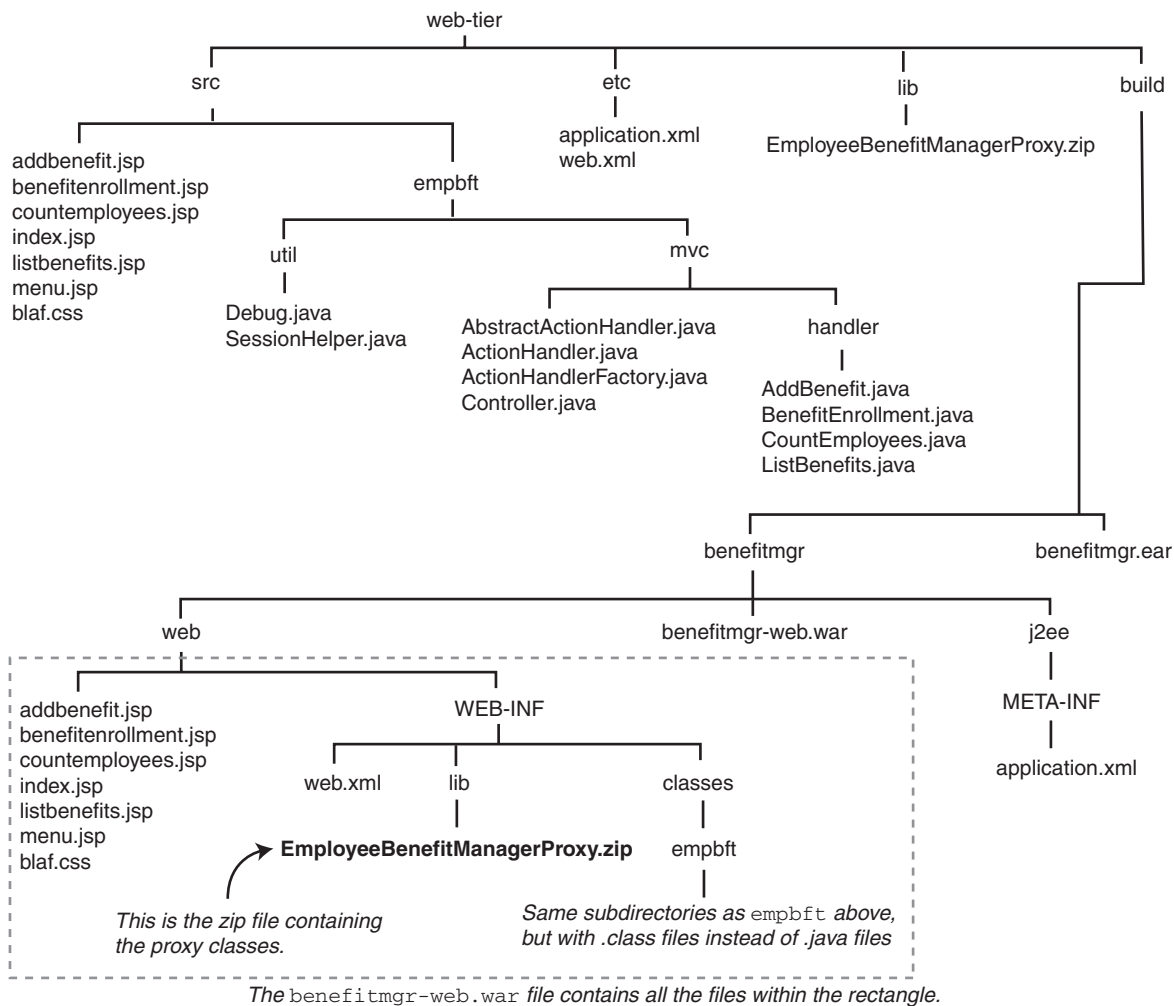 web-tier
src
etc
lib
build
addbenefit.jsp
benefitenrollment.jsp
countemployees.jsp
index.jsp
listbenefits.jsp
menu.jsp
blaf.css
empbft
application.xml
web.xml
EmployeeBenefitManagerProxy.zip
util
mvc
Debug.java
SessionHelper.java
AbstractActionHandler.java
ActionHandler.java
ActionHandlerFactory.java
Controller.java
handler
AddBenefit.java
BenefitEnrollment.java
CountEmployees.java
ListBenefits.java
benefitmgr
benefitmgr.ear
web
benefitmgr-web.war
j2ee
addbenefit.jsp
benefitenrollment.jsp
countemployees.jsp
index.jsp
listbenefits.jsp
menu.jsp
blaf.css
WEB-INF
META-INF
web.xml
lib
classes
application.xml
EmployeeBenefitManagerProxy.zip
empbft
This is the zip file containing
the proxy classes.
Same subdirectories as empbft above,
but with .class files instead of .java files
The benefitmgr-web.war file contains all the files within the rectangle.